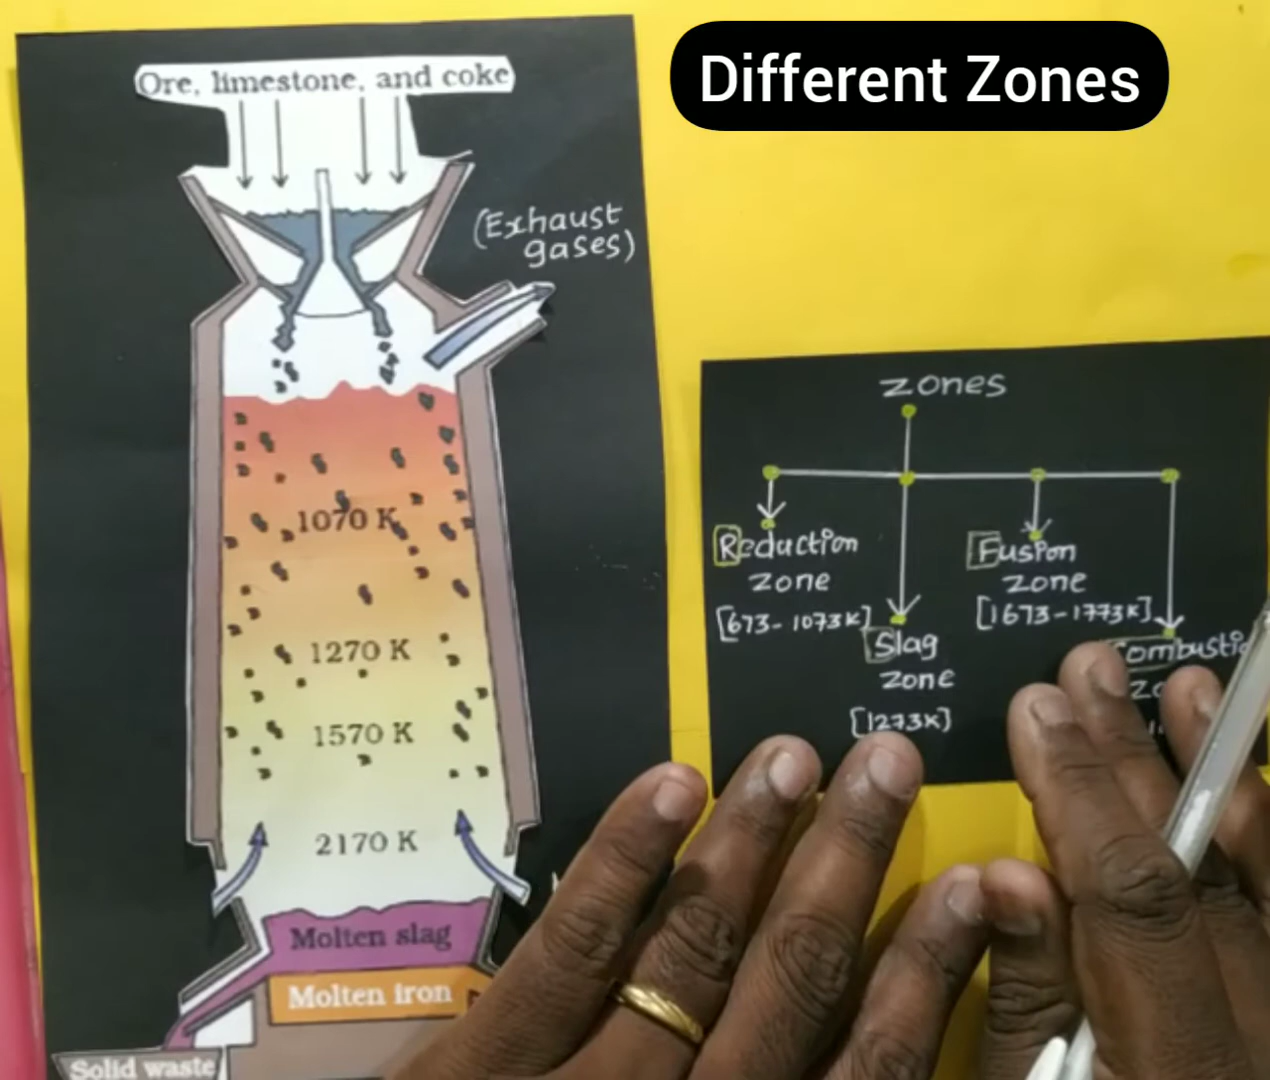 Different Zones
Ore, limestone, and coke
(Exhaust
gases)
1070 K
1270 K
1570 K
2170 K
Molten slag
Molten iron
Solid waste
zones
Reduction
zone
[673-1073K]
Slag
zone
[1273K]
Fusion
zone
[1673-1773K]